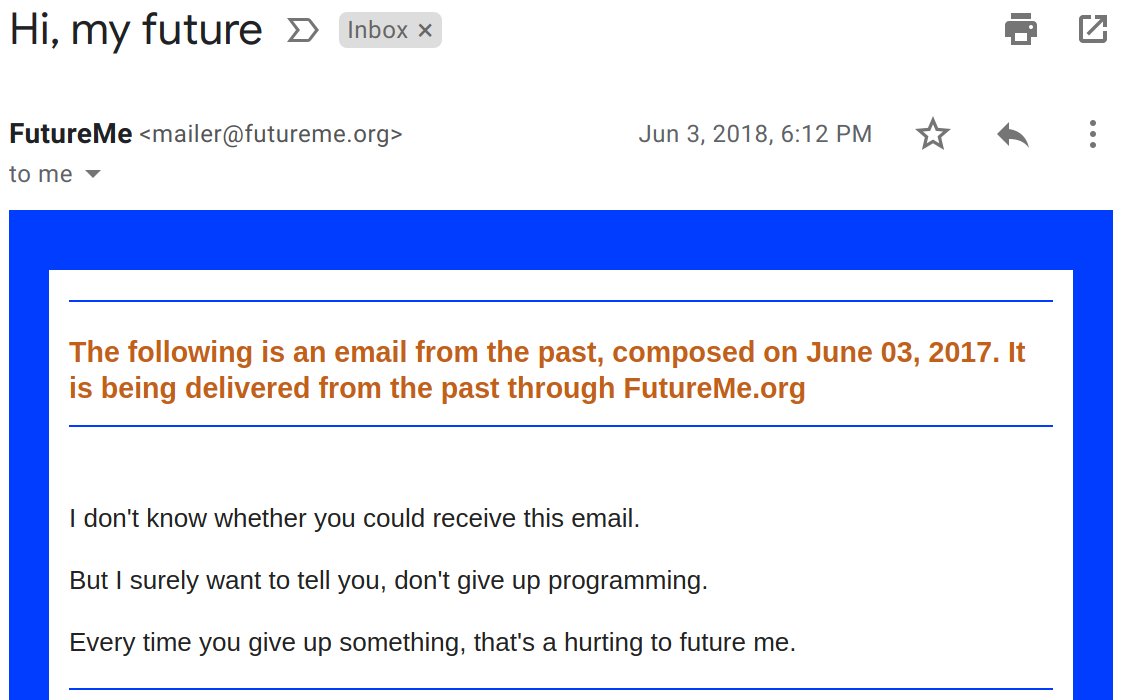 Hi, my future Inbox ×
FutureMe <mailer@futureme.org> Jun 3, 2018, 6:12 PM
to me
The following is an email from the past, composed on June 03, 2017. It
is being delivered from the past through FutureMe.org
I don't know whether you could receive this email.
But I surely want to tell you, don't give up programming.
Every time you give up something, that's a hurting to future me.